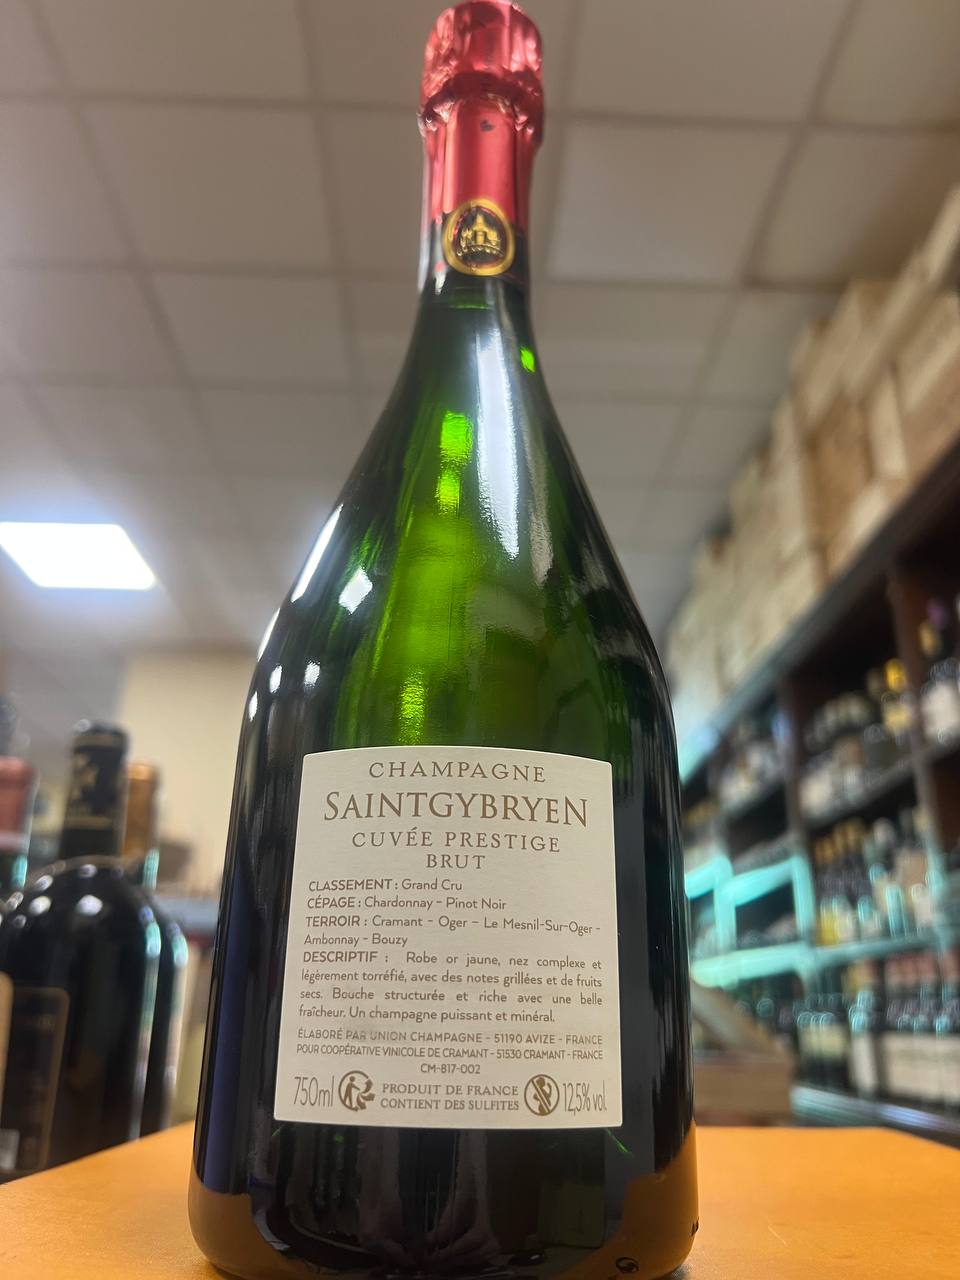 CHAMPAGNE
SAINTGYBRYEN
CUVÉE PRESTIGE
BRUT
CLASSEMENT : Grand Cru
CÉPAGE : Chardonnay - Pinot Noir
TERROIR : Cramant - Oger - Le Mesnil-Sur-Oger -
Ambonnay - Bouzy
DESCRIPTIF : Robe or jaune, nez complexe et
légèrement torréfié, avec des notes grillées et de fruits
secs. Bouche structurée et riche avec une belle
fraîcheur. Un champagne puissant et minéral.
ÉLABORÉ PAR UNION CHAMPAGNE - 51190 AVIZE - FRANCE
POUR COOPÉRATIVE VINICOLE DE CRAMANT - 51530 CRAMANT - FRANCE
CM-817-002
750ml PRODUIT DE FRANCE 12,5% vol.
CONTIENT DES SULFITES